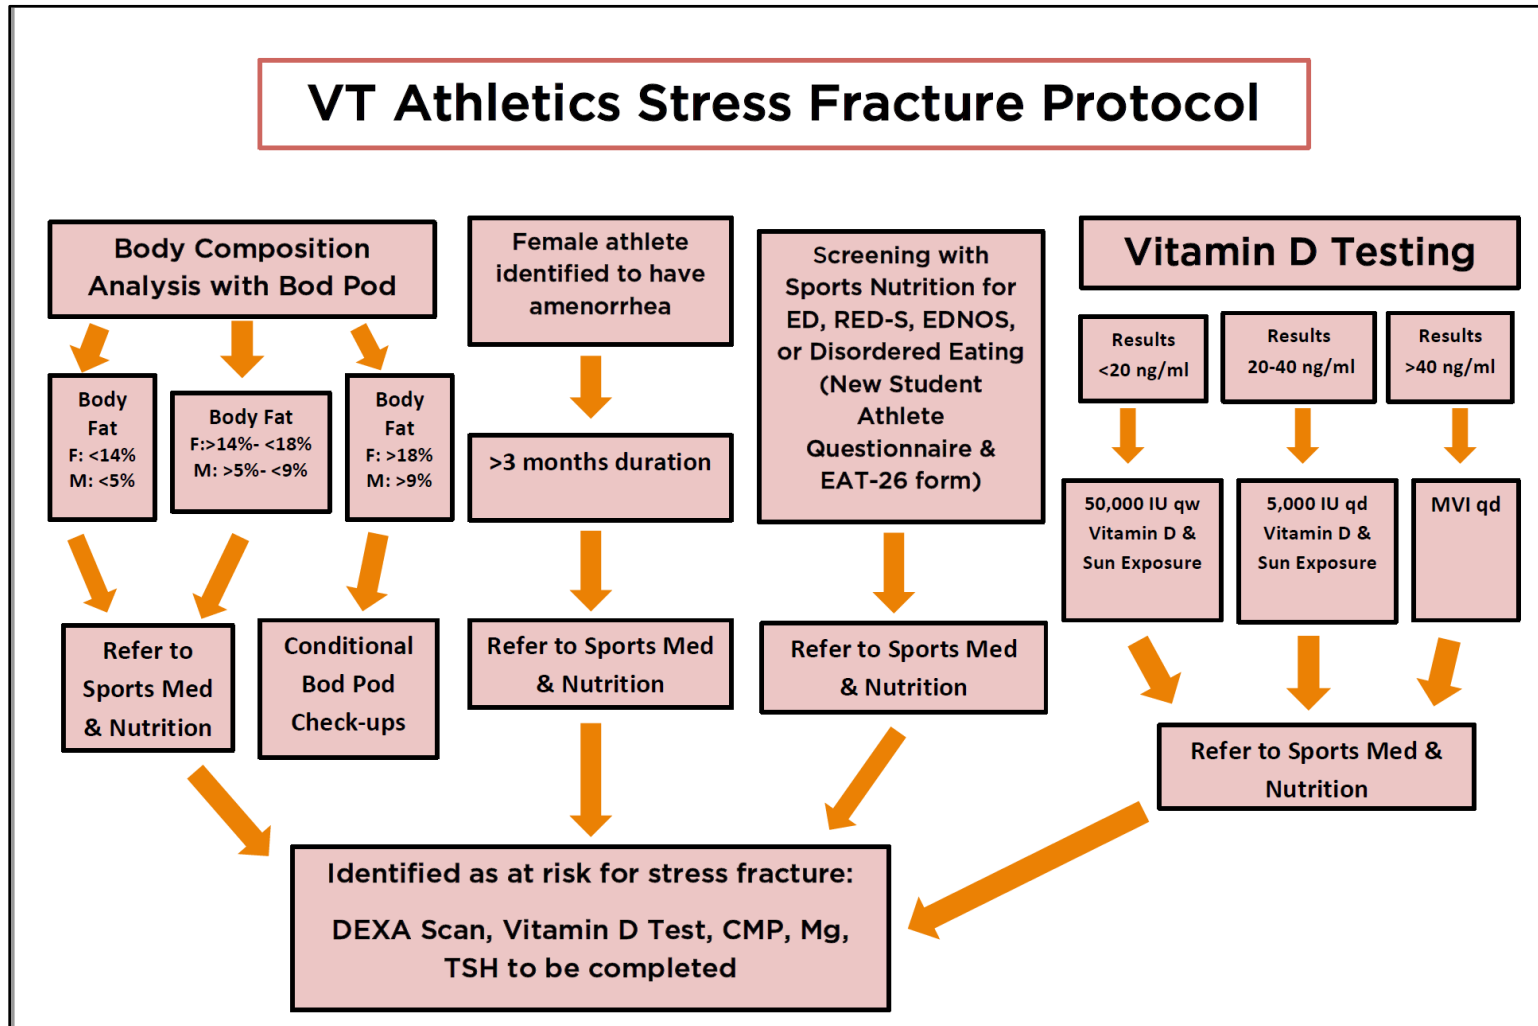 VT Athletics Stress Fracture Protocol
Body Composition
Analysis with Bod Pod
Body
Fat
F: <14%
M: <5%
Body Fat
F:>14%- <18%
M: >5%- <9%
Body
Fat
F: >18%
M: >9%
Refer to
Sports Med
& Nutrition
Conditional
Bod Pod
Check-ups
Female athlete
identified to have
amenorrhea
>3 months duration
Refer to Sports Med
& Nutrition
Screening with
Sports Nutrition for
ED, RED-S, EDNOS,
or Disordered Eating
(New Student
Athlete
Questionnaire &
EAT-26 form)
Refer to Sports Med
& Nutrition
Vitamin D Testing
Results
<20 ng/ml
Results
20-40 ng/ml
Results
>40 ng/ml
50,000 IU qw
Vitamin D &
Sun Exposure
5,000 IU qd
Vitamin D &
Sun Exposure
MVI qd
Refer to Sports Med &
Nutrition
Identified as at risk for stress fracture:
DEXA Scan, Vitamin D Test, CMP, Mg,
TSH to be completed